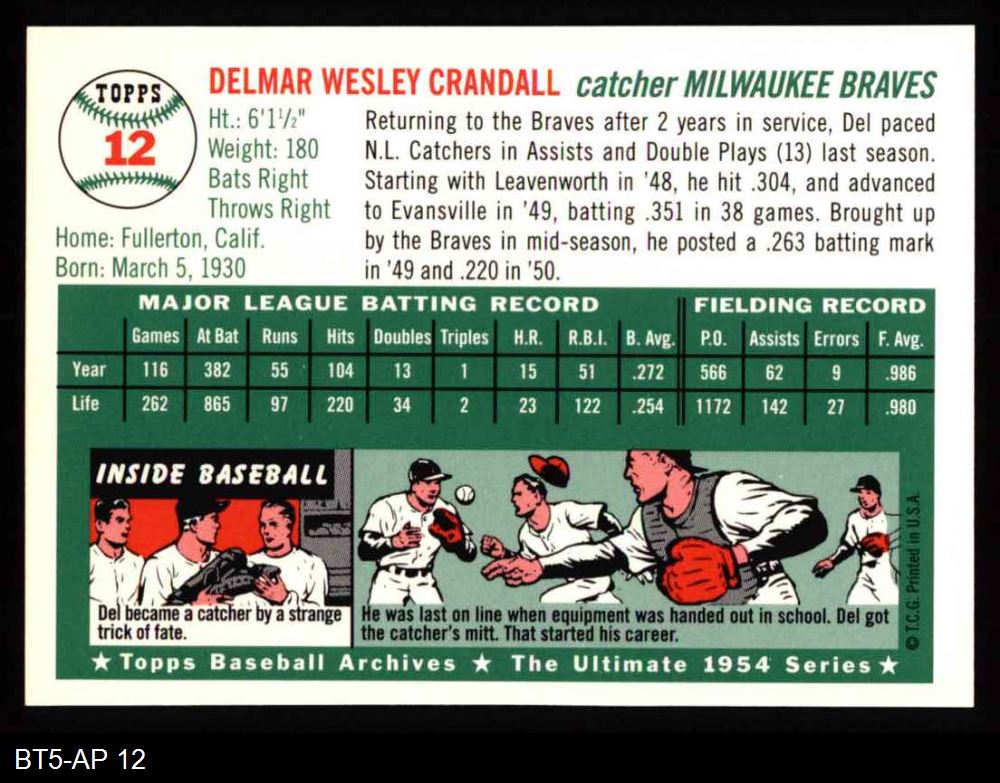 TOPPS
12
DELMAR WESLEY CRANDALL catcher MILWAUKEE BRAVES
Ht.: 6'1½"
Weight: 180
Bats Right
Throws Right
Home: Fullerton, Calif.
Born: March 5, 1930
Returning to the Braves after 2 years in service, Del paced
N.L. Catchers in Assists and Double Plays (13) last season.
Starting with Leavenworth in '48, he hit .304, and advanced
to Evansville in '49, batting .351 in 38 games. Brought up
by the Braves in mid-season, he posted a .263 batting mark
in '49 and .220 in '50.
MAJOR LEAGUE BATTING RECORD FIELDING RECORD
Games At Bat Runs Hits Doubles Triples H.R. R.B.I. B. Avg. P.O. Assists Errors F. Avg.
Year 116 382 55 104 13 1 15 51 .272 566 62 9 .986
Life 262 865 97 220 34 2 23 122 .254 1172 142 27 .980
INSIDE BASEBALL
Del became a catcher by a strange
trick of fate.
He was last on line when equipment was handed out in school. Del got
the catcher's mitt. That started his career.
© T.C.G. Printed in U.S.A.
★ Topps Baseball Archives ★ The Ultimate 1954 Series ★
BT5-AP 12